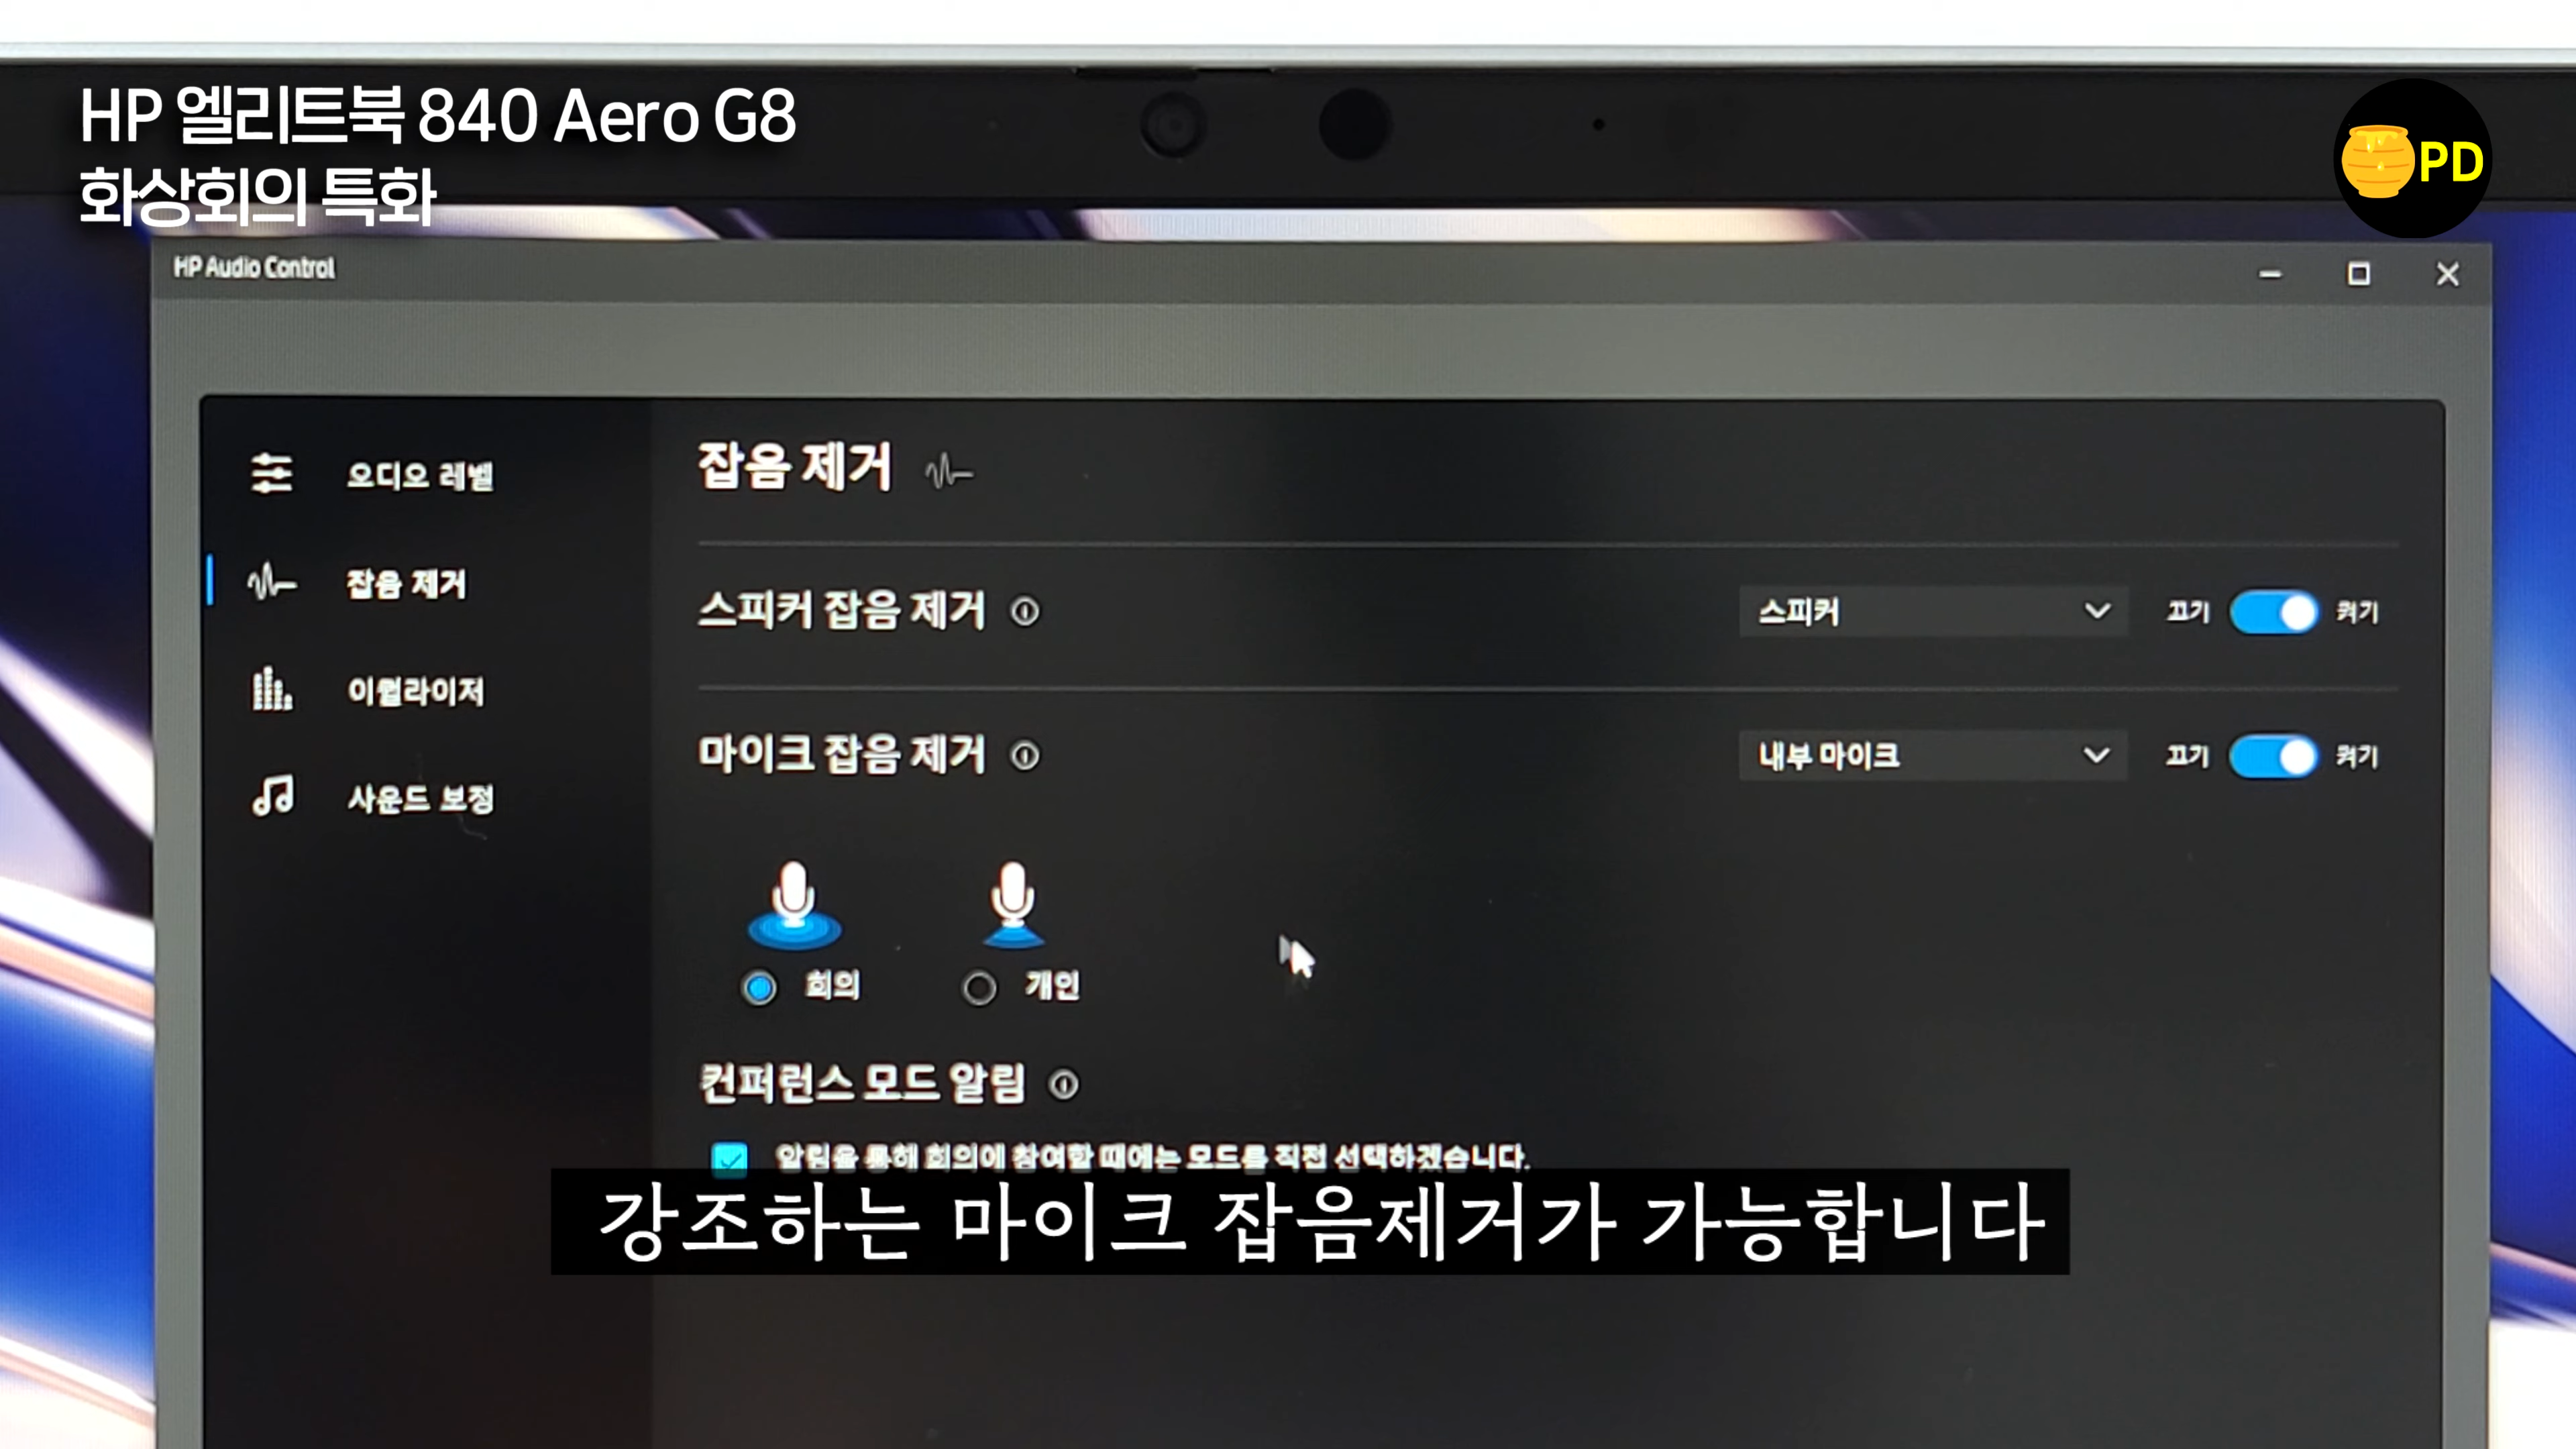 HP 엘리트북 840 Aero G8
화상회의 특화
PD
HP Audio Control
오디오 레벨
잡음 제거
이퀄라이저
사운드 보정
잡음 제거
스피커 잡음 제거
스피커
끄기
켜기
마이크 잡음 제거
내부 마이크
끄기
켜기
회의
개인
컨퍼런스 모드 알림
알림을 통해 회의에 참여할 때에는 모드를 직접 선택하겠습니다.
강조하는 마이크 잡음제거가 가능합니다